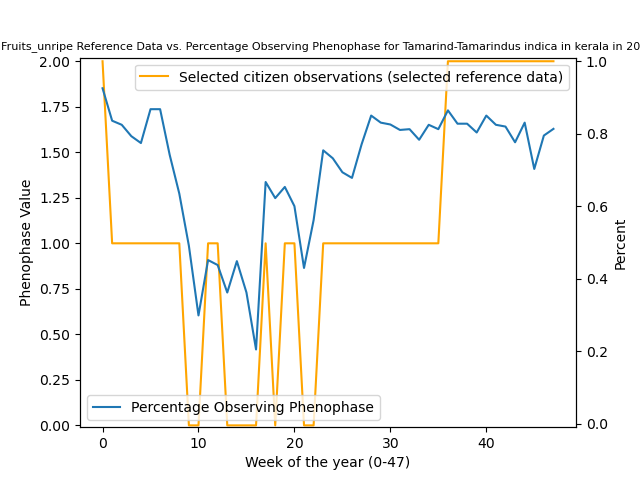 Fruits_unripe Reference Data vs. Percentage Observing Phenophase for Tamarind-Tamarindus indica in kerala in 20
Selected citizen observations (selected reference data)
Percentage Observing Phenophase
Phenophase Value
2.00
1.75
1.50
1.25
1.00
0.75
0.50
0.25
0.00
Percent
1.0
0.8
0.6
0.4
0.2
0.0
0 10 20 30 40
Week of the year (0-47)